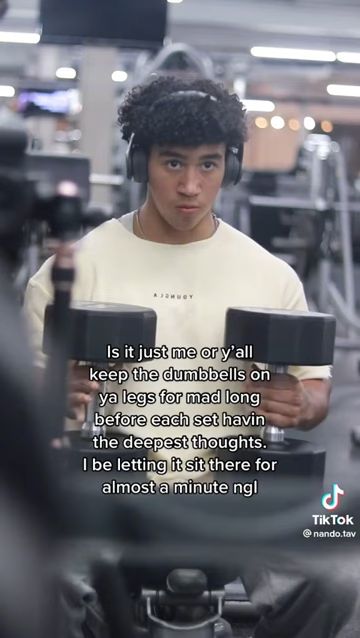 YOUNGLA
Is it just me or y'all
keep the dumbbells on
ya legs for mad long
before each set havin
the deepest thoughts.
I be letting it sit there for
almost a minute ngl
TikTok
@ nando.tav